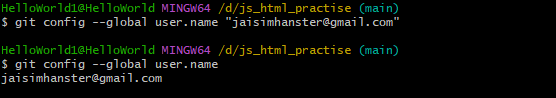 HelloWorld1@HelloWorld MINGW64 /d/js_html_practise (main)
$ git config --global user.name "jaisimhanster@gmail.com"
HelloWorld1@HelloWorld MINGW64 /d/js_html_practise (main)
$ git config --global user.name
jaisimhanster@gmail.com